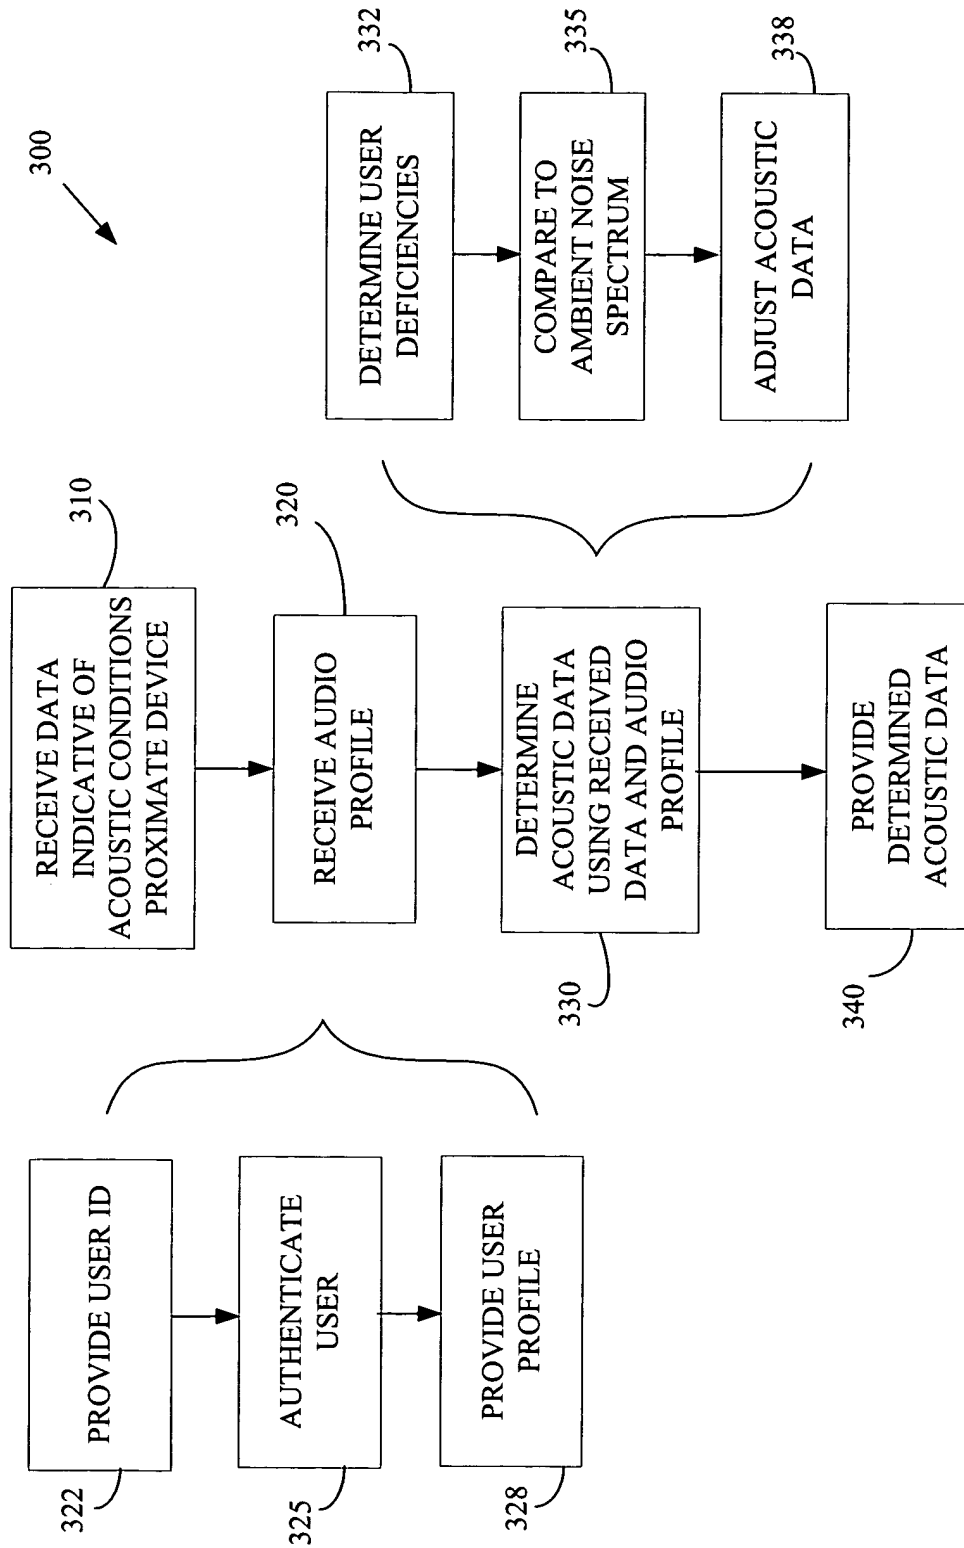 300
RECEIVE DATA
INDICATIVE OF
ACOUSTIC CONDITIONS
PROXIMATE DEVICE
310
RECEIVE AUDIO
PROFILE
320
PROVIDE USER ID
322
AUTHENTICATE
USER
325
PROVIDE USER
PROFILE
328
DETERMINE
ACOUSTIC DATA
USING RECEIVED
DATA AND AUDIO
PROFILE
330
DETERMINE USER
DEFICIENCIES
332
COMPARE TO
AMBIENT NOISE
SPECTRUM
335
ADJUST ACOUSTIC
DATA
338
PROVIDE
DETERMINED
ACOUSTIC DATA
340